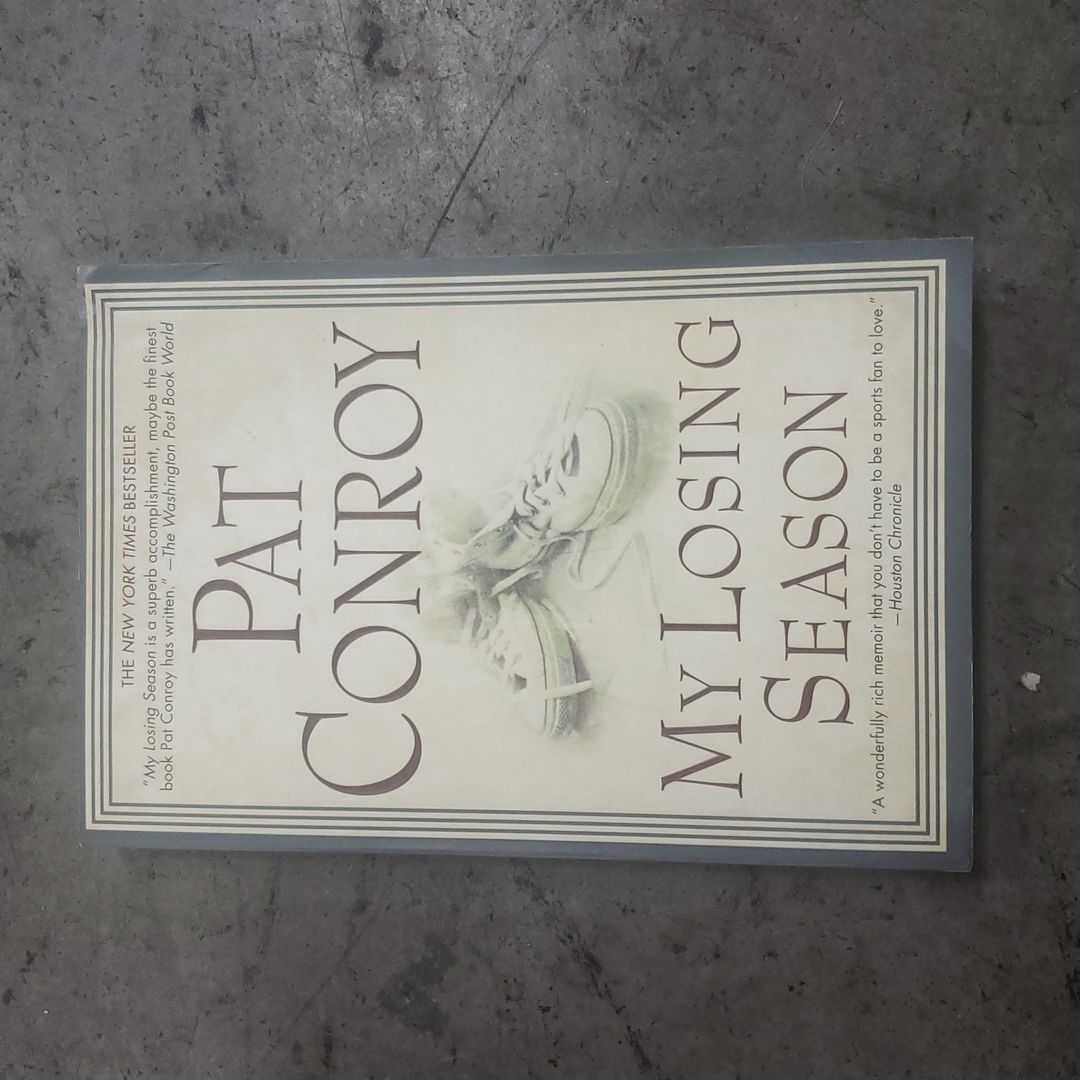 THE NEW YORK TIMES BESTSELLER
“My Losing Season is a superb accomplishment, maybe the finest
book Pat Conroy has written.” —The Washington Post Book World
PAT
CONROY
MY LOSING
SEASON
“A wonderfully rich memoir that you don’t have to be a sports fan to love.”
—Houston Chronicle